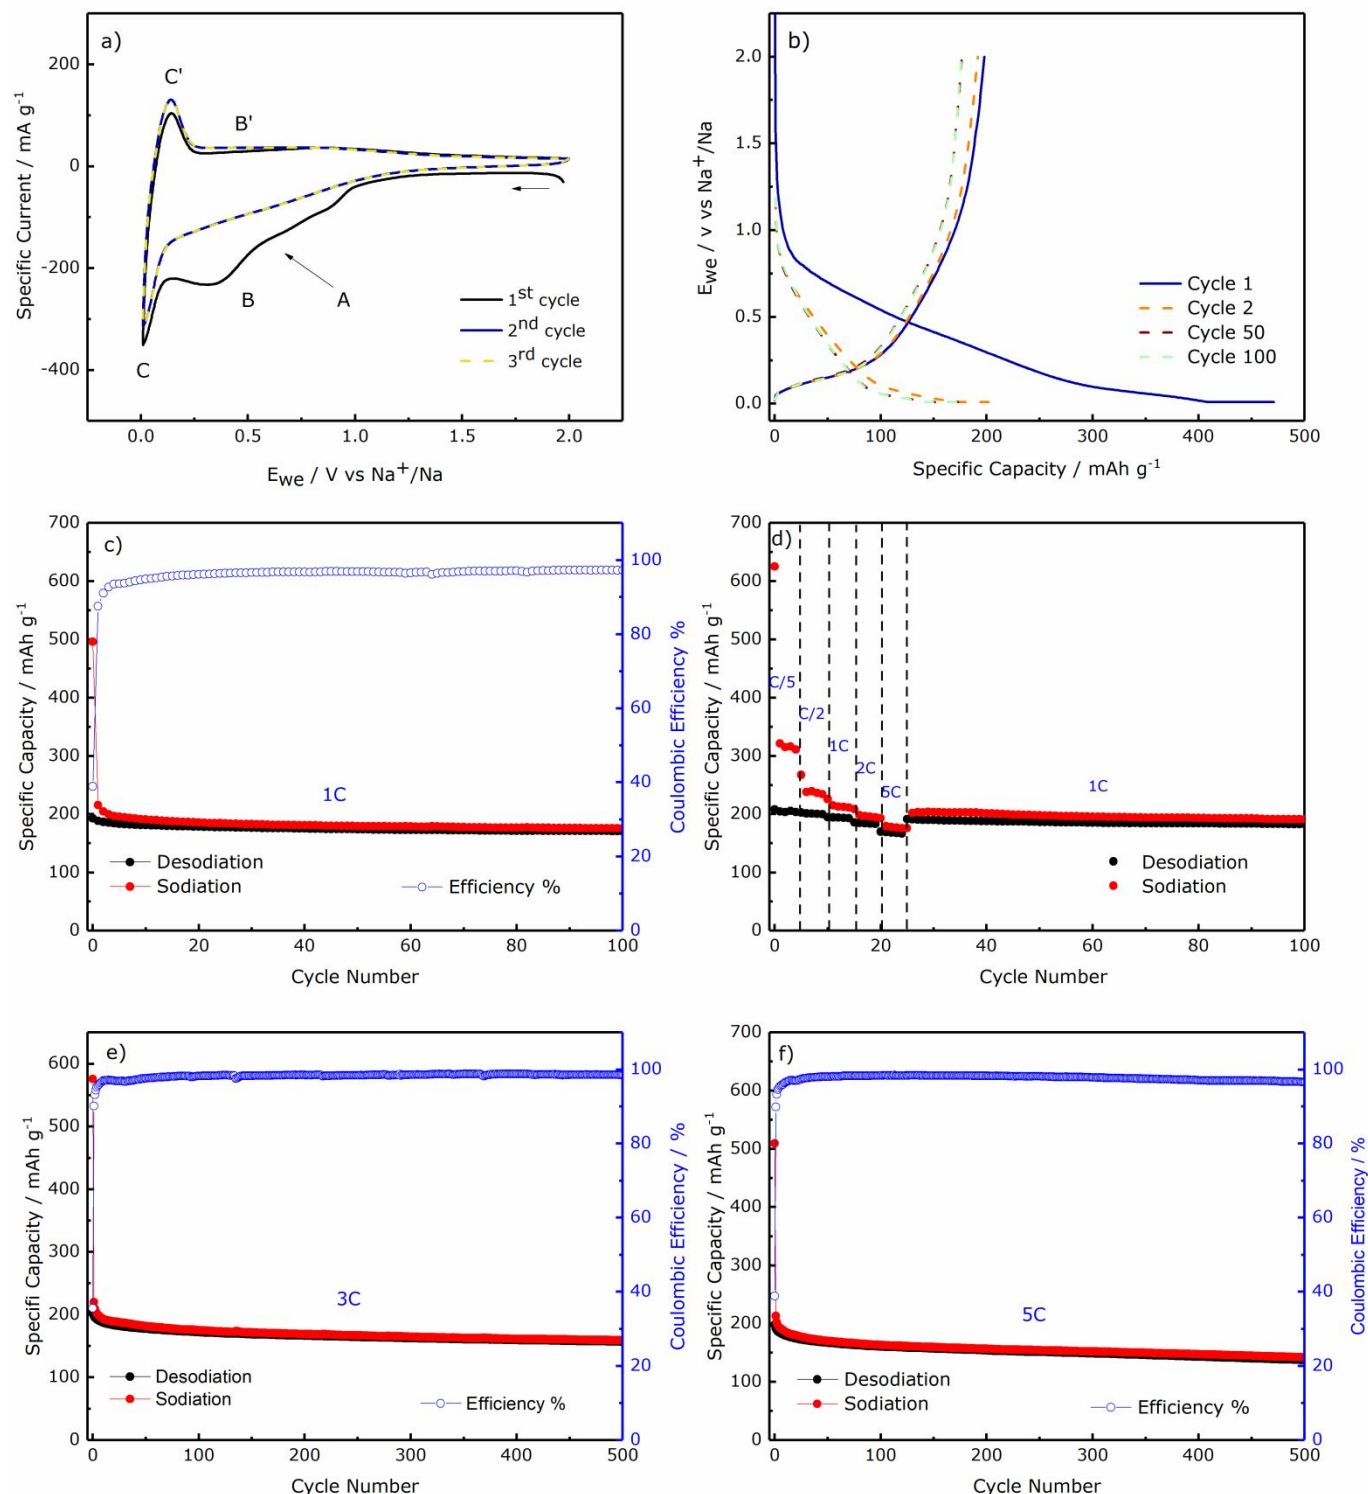 a)
200
100
0
-200
-400
Specific Current / mA g-1
C'
B'
B
A
C
1st cycle
2nd cycle
3rd cycle
0.0 0.5 1.0 1.5 2.0
Ewe / V vs Na+/Na
b)
2.0
1.5
1.0
0.5
0.0
Ewe / v vs Na+/Na
Cycle 1
Cycle 2
Cycle 50
Cycle 100
0 100 200 300 400 500
Specific Capacity / mAh g-1
c)
700
600
500
400
300
200
100
0
Specific Capacity / mAh g-1
1C
Desodiation
Sodiation
Efficiency %
100
80
60
40
20
0
Coulombic Efficiency %
0 20 40 60 80 100
Cycle Number
d)
700
600
500
400
300
200
100
0
Specific Capacity / mAh g-1
C/5
C/2
1C
2C
5C
1C
Desodiation
Sodiation
0 20 40 60 80 100
Cycle Number
e)
600
500
400
300
200
100
0
Specifi Capacity / mAh g-1
3C
Desodiation
Sodiation
Efficiency %
100
80
60
40
20
0
Coulombic Efficiency / %
0 100 200 300 400 500
Cycle Number
f)
700
600
500
400
300
200
100
0
Specific Capacity / mAh g-1
5C
Desodiation
Sodiation
Efficiency %
100
80
60
40
20
0
Coulombic Efficiency / %
0 100 200 300 400 500
Cycle Number